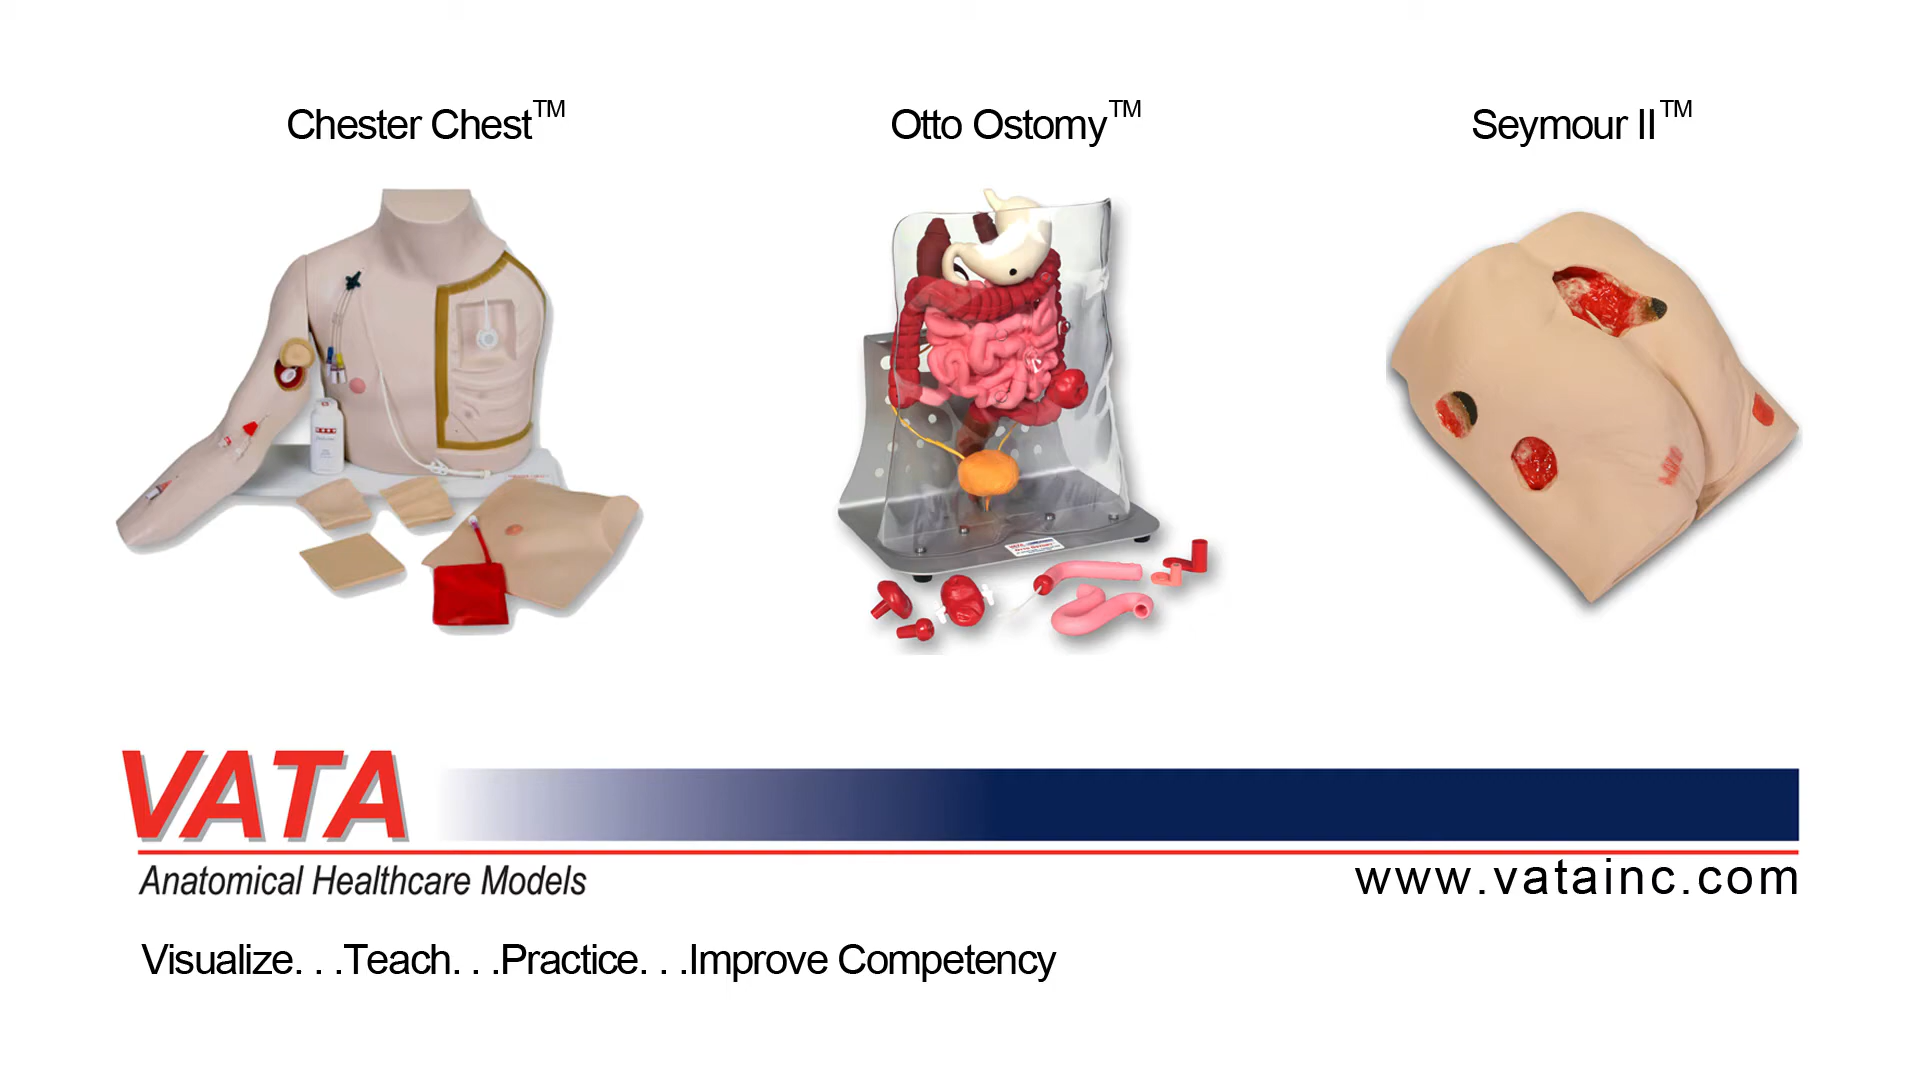 Chester Chest™
Otto Ostomy™
Seymour II™
VATA
Anatomical Healthcare Models
www.vatainc.com
Visualize. . .Teach. . .Practice. . .Improve Competency